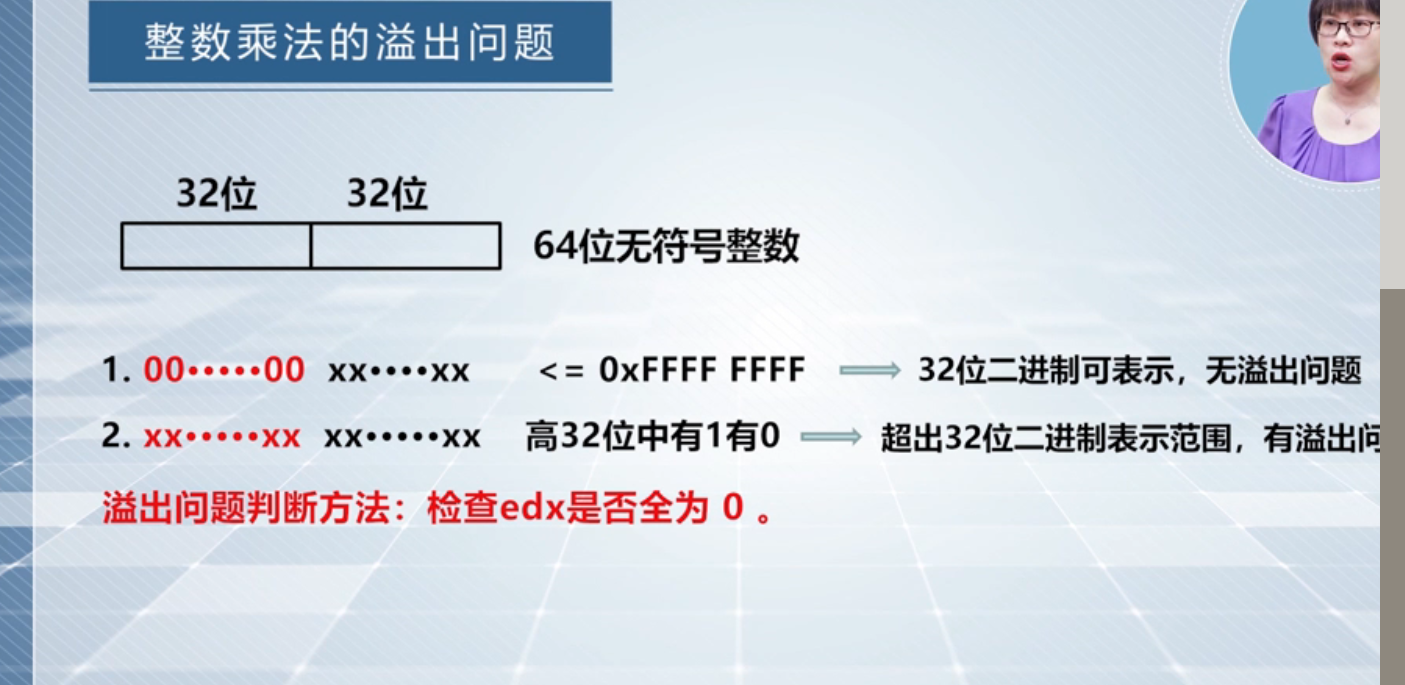 整数乘法的溢出问题
32位 32位
64位无符号整数
1. 00·····00 xx····xx <= 0xFFFF FFFF 32位二进制可表示，无溢出问题
2. xx·····xx xx·····xx 高32位中有1有0 超出32位二进制表示范围，有溢出问
溢出问题判断方法：检查edx是否全为 0 。